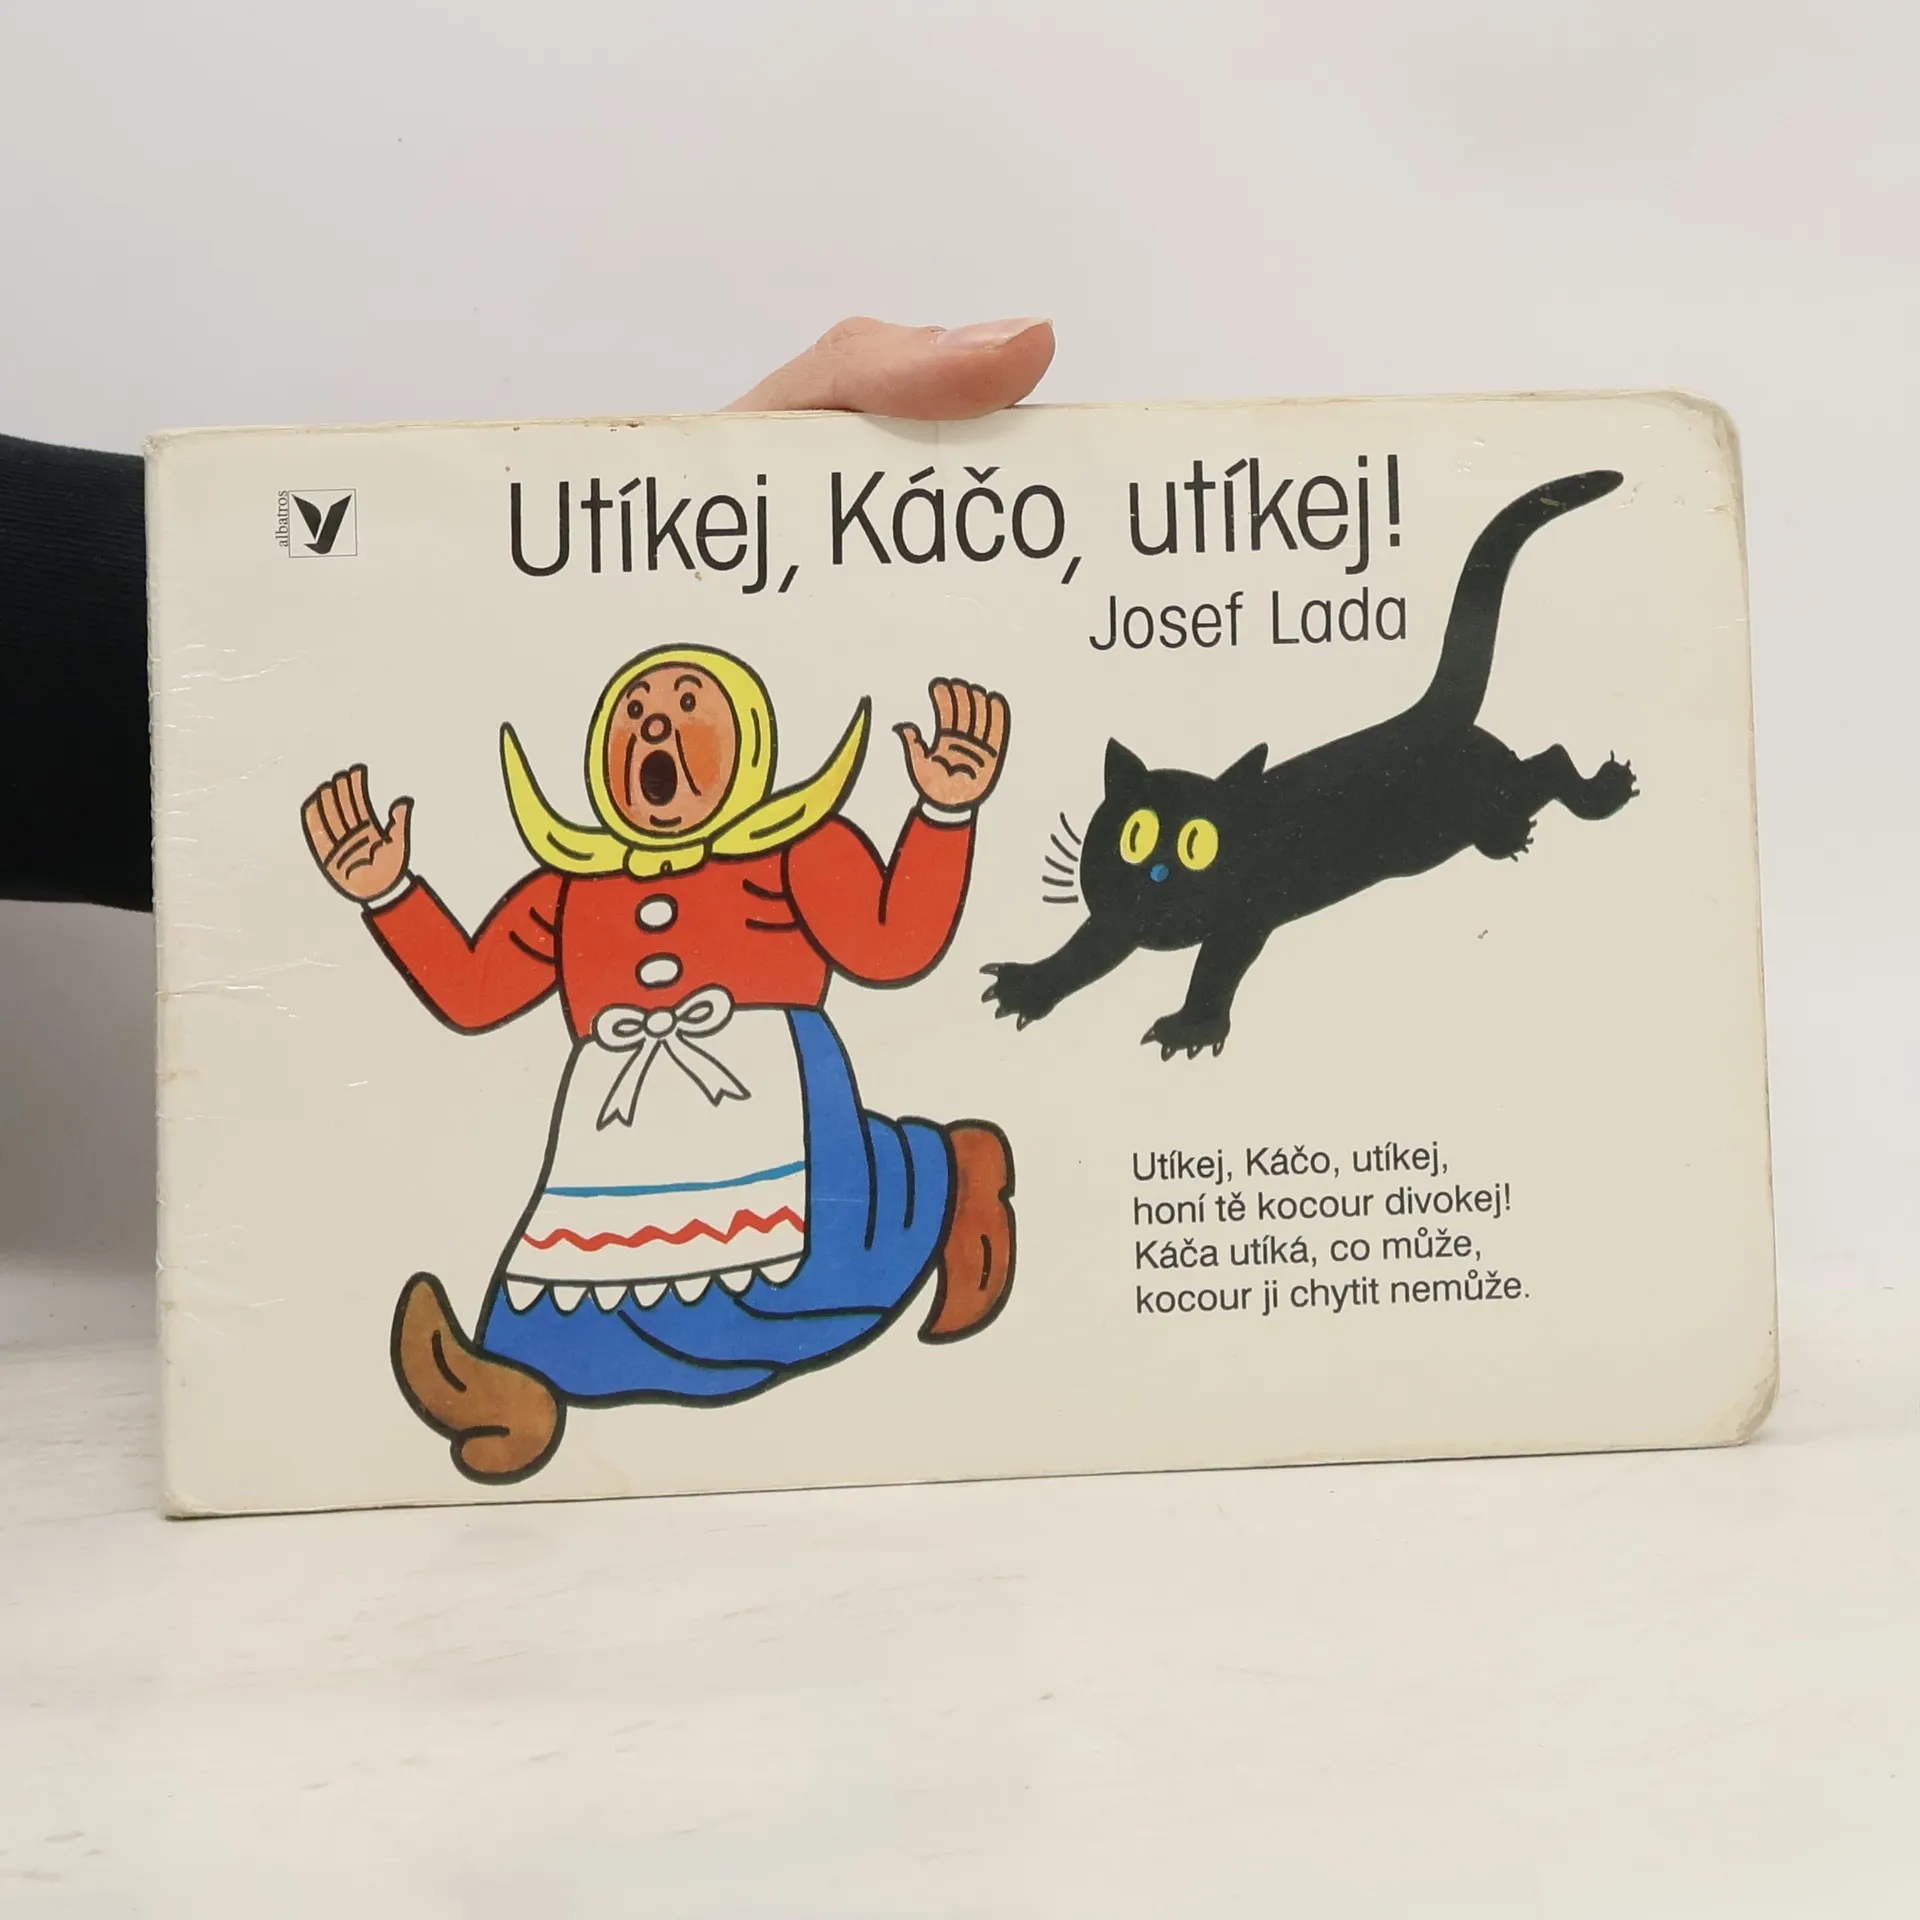 albatros
Utíkej, Káčo, utíkej!
Josef Lada
Utíkej, Káčo, utíkej,
honí tě kocour divokej!
Káča utíká, co může,
kocour ji chytit nemůže.